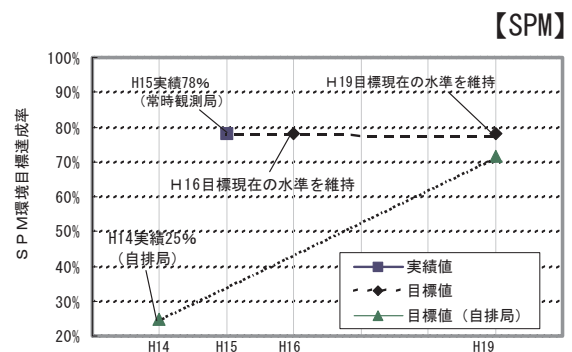 【SPM】
100%
90%
80%
70%
60%
50%
40%
30%
20%
SPM環境目標達成率
H15実績78%
(常時観測局)
H19目標現在の水準を維持
H16目標現在の水準を維持
H14実績25%
(自排局)
実績値
目標値
目標値(自排局)
H14 H15 H16 H19